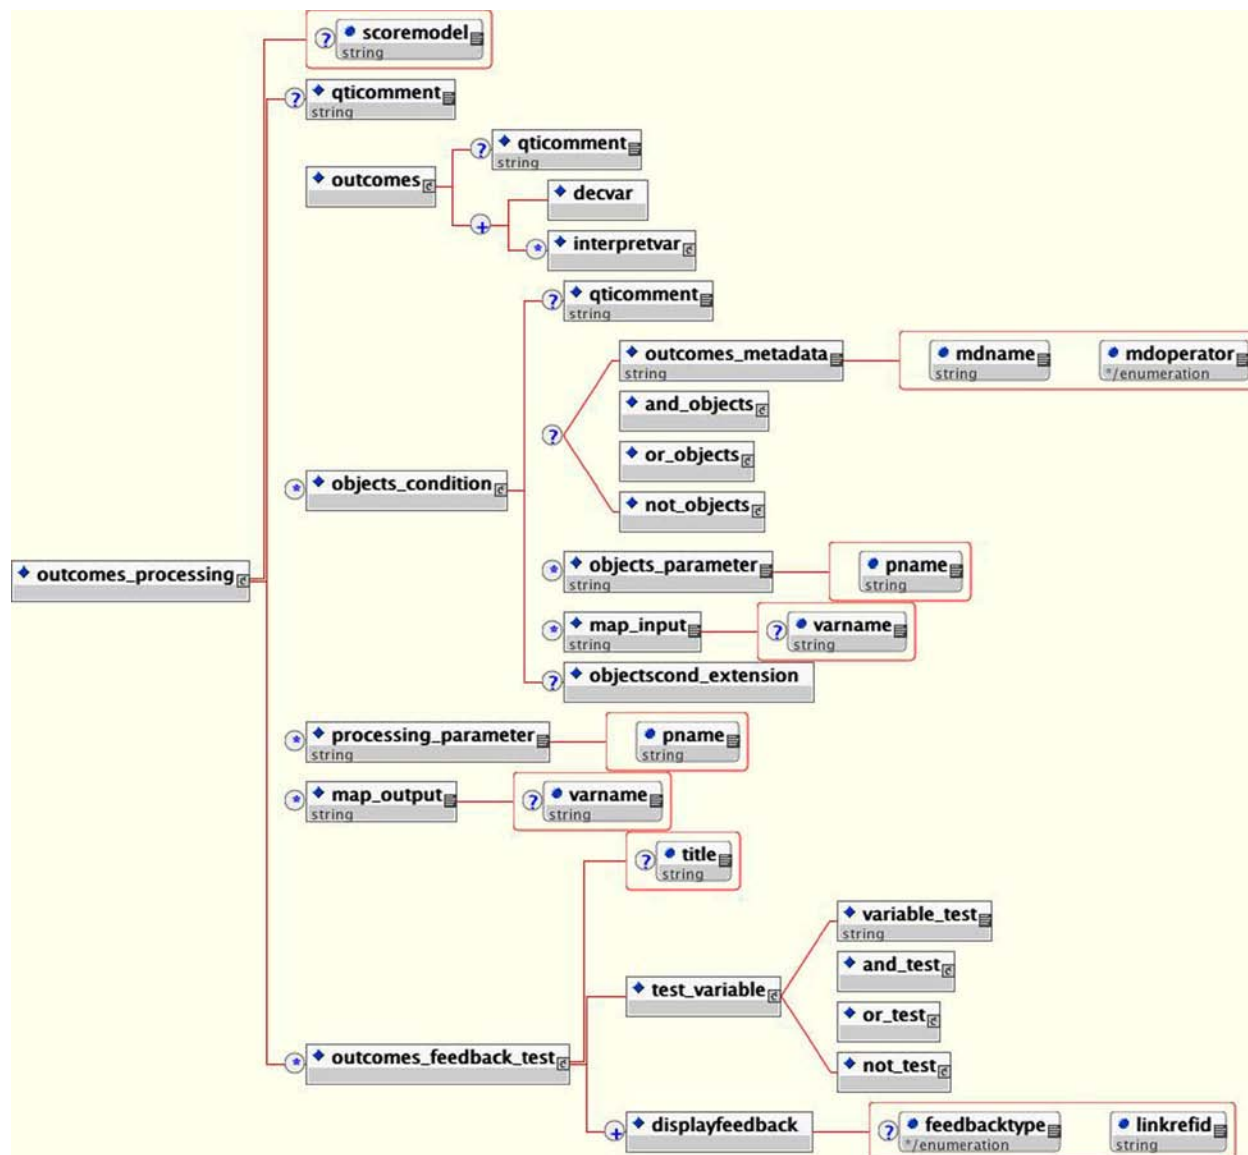 ? scoremodel
string
? qticomment
string
? qticomment
string
outcomes
decvar
+
* interpretvar
? qticomment
string
outcomes_metadata
string
mdname
string
mdoperator
*/enumeration
and_objects
?
or_objects
* objects_condition
not_objects
outcomes_processing
* objects_parameter
string
pname
string
* map_input
string
? varname
string
? objectscond_extension
* processing_parameter
string
pname
string
* map_output
string
? varname
string
? title
string
variable_test
string
and_test
test_variable
or_test
* outcomes_feedback_test
not_test
+ displayfeedback
? feedbacktype
*/enumeration
linkrefid
string